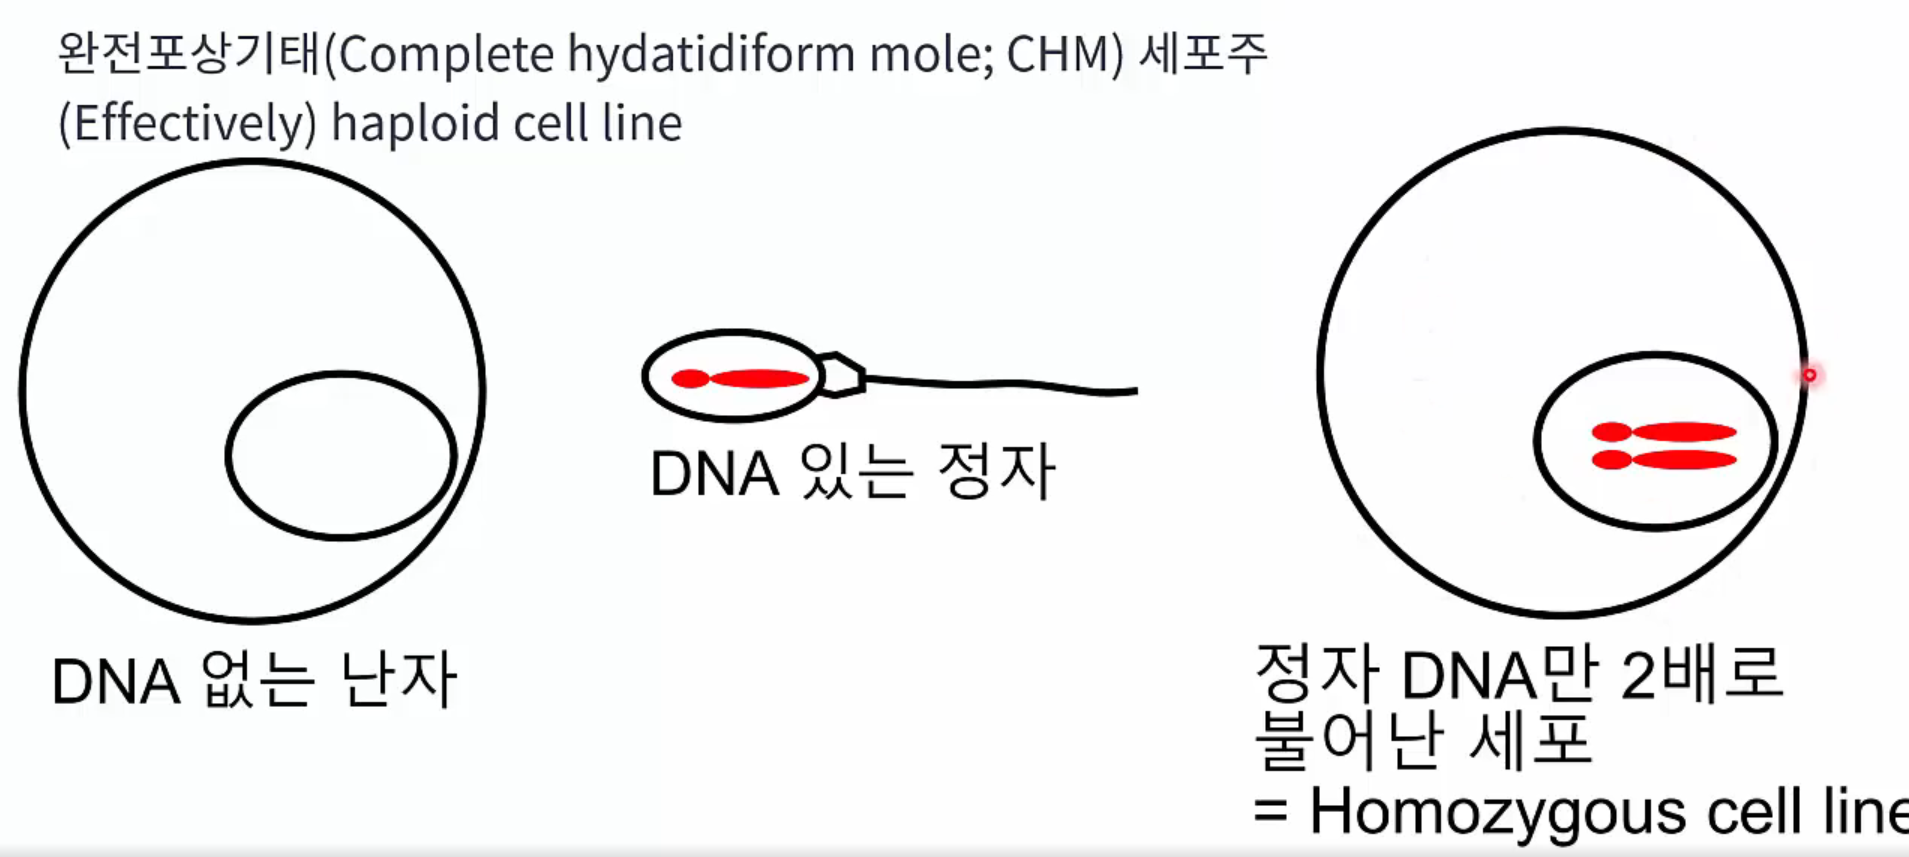 완전포상기태(Complete hydatidiform mole; CHM) 세포주
(Effectively) haploid cell line
DNA 있는 정자
DNA 없는 난자
정자 DNA만 2배로
불어난 세포
= Homozygous cell line